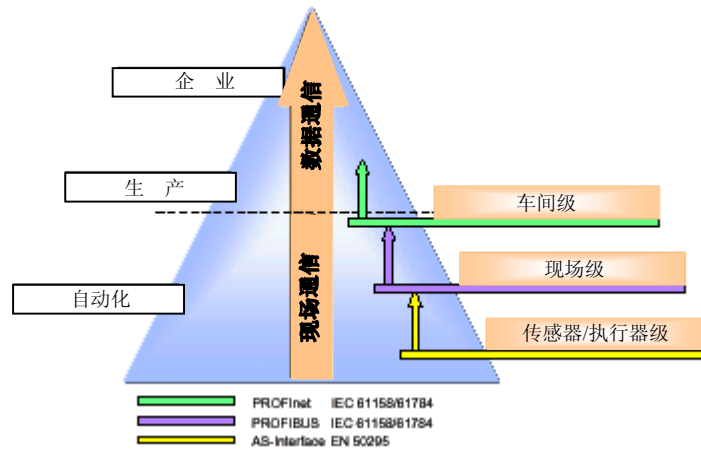 企 业
数据通信
生 产
车间级
现场级
现场通信
自动化
传感器/执行器级
PROFInet IEC 61158/61784
PROFIBUS IEC 61158/61784
AS-Interface EN 50295